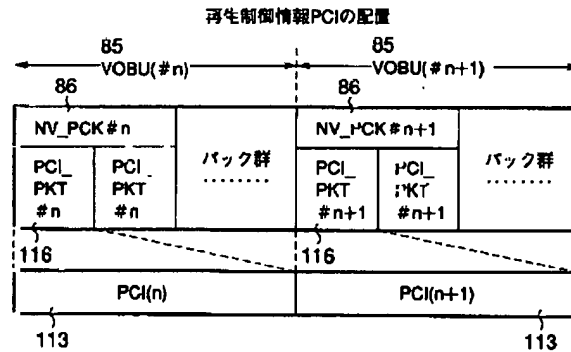 再生制御情報PCIの配置
85 85
VOBU(#n) VOBU(#n+1)
86 86
NV_PCK#n パック群 NV_PCK#n+1 パック群
........ ........
PCI_ PCI_ PCI_ PCI_
PKT PKT PKT PKT
#n #n #n+1 #n+1
116 116
PCI(n) PCI(n+1)
113 113